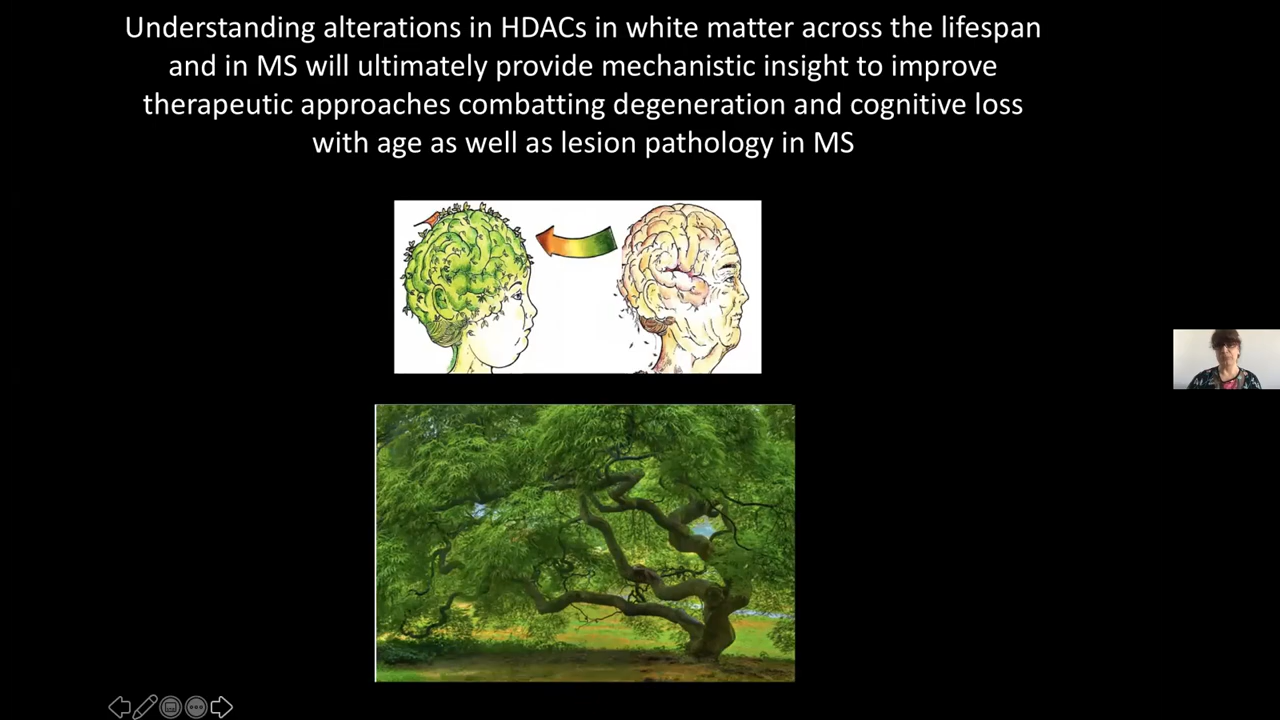 Understanding alterations in HDACs in white matter across the lifespan
and in MS will ultimately provide mechanistic insight to improve
therapeutic approaches combatting degeneration and cognitive loss
with age as well as lesion pathology in MS